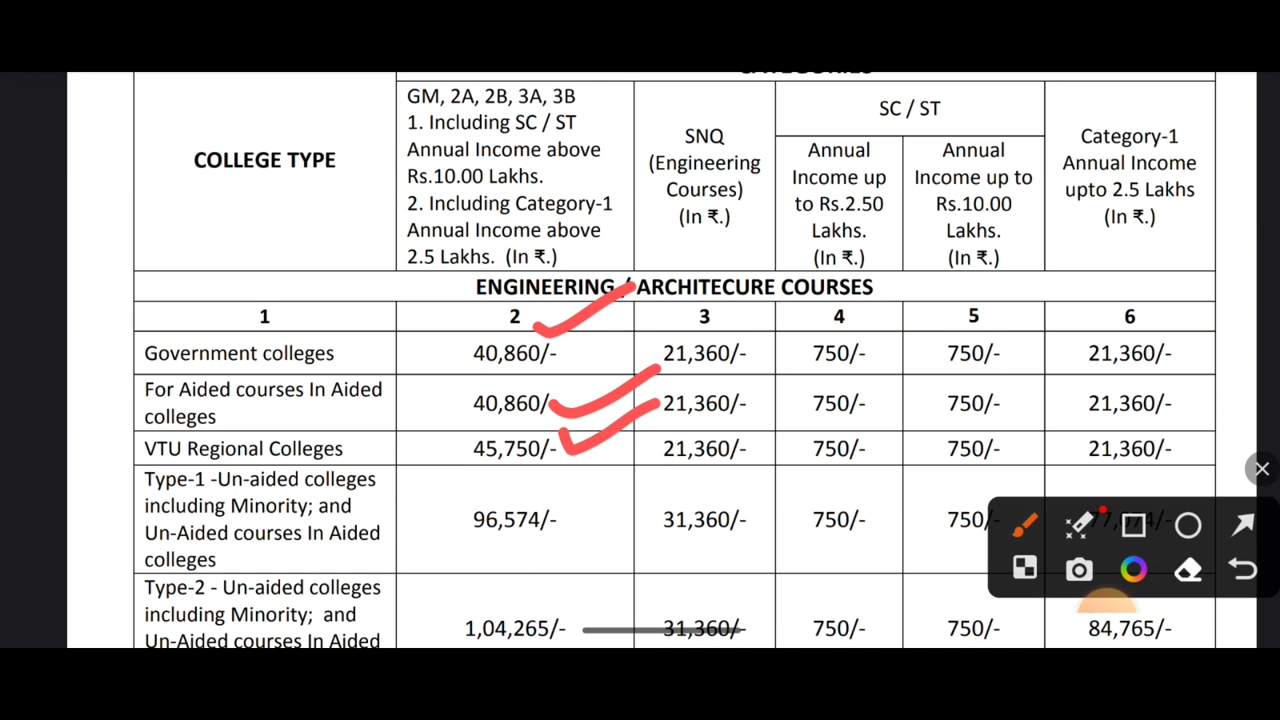 CATEGORIES
COLLEGE TYPE
GM, 2A, 2B, 3A, 3B
1. Including SC / ST
Annual Income above
Rs.10.00 Lakhs.
2. Including Category-1
Annual Income above
2.5 Lakhs. (In ₹.)
SNQ
(Engineering
Courses)
(In ₹.)
SC / ST
Annual
Income up
to Rs.2.50
Lakhs.
(In ₹.)
Annual
Income up to
Rs.10.00
Lakhs.
(In ₹.)
Category-1
Annual Income
upto 2.5 Lakhs
(In ₹.)
ENGINEERING / ARCHITECURE COURSES
1 2 3 4 5 6
Government colleges 40,860/- 21,360/- 750/- 750/- 21,360/-
For Aided courses In Aided
colleges
40,860/- 21,360/- 750/- 750/- 21,360/-
VTU Regional Colleges 45,750/- 21,360/- 750/- 750/- 21,360/-
Type-1 -Un-aided colleges
including Minority; and
Un-Aided courses In Aided
colleges
96,574/- 31,360/- 750/- 750/-
Type-2 - Un-aided colleges
including Minority; and
Un-Aided courses In Aided
1,04,265/- 31,360/- 750/- 750/- 84,765/-